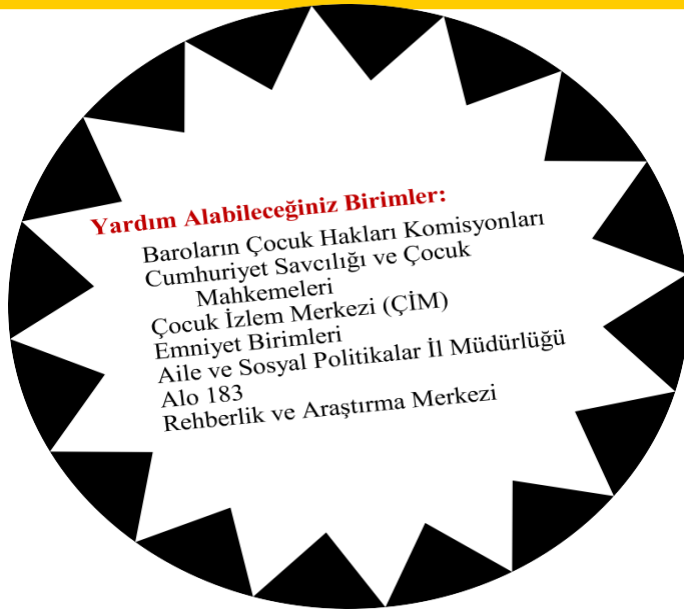 Yardım Alabileceğiniz Birimler:
Baroların Çocuk Hakları Komisyonları
Cumhuriyet Savcılığı ve Çocuk
Mahkemeleri
Çocuk İzlem Merkezi (ÇİM)
Emniyet Birimleri
Aile ve Sosyal Politikalar İl Müdürlüğü
Alo 183
Rehberlik ve Araştırma Merkezi